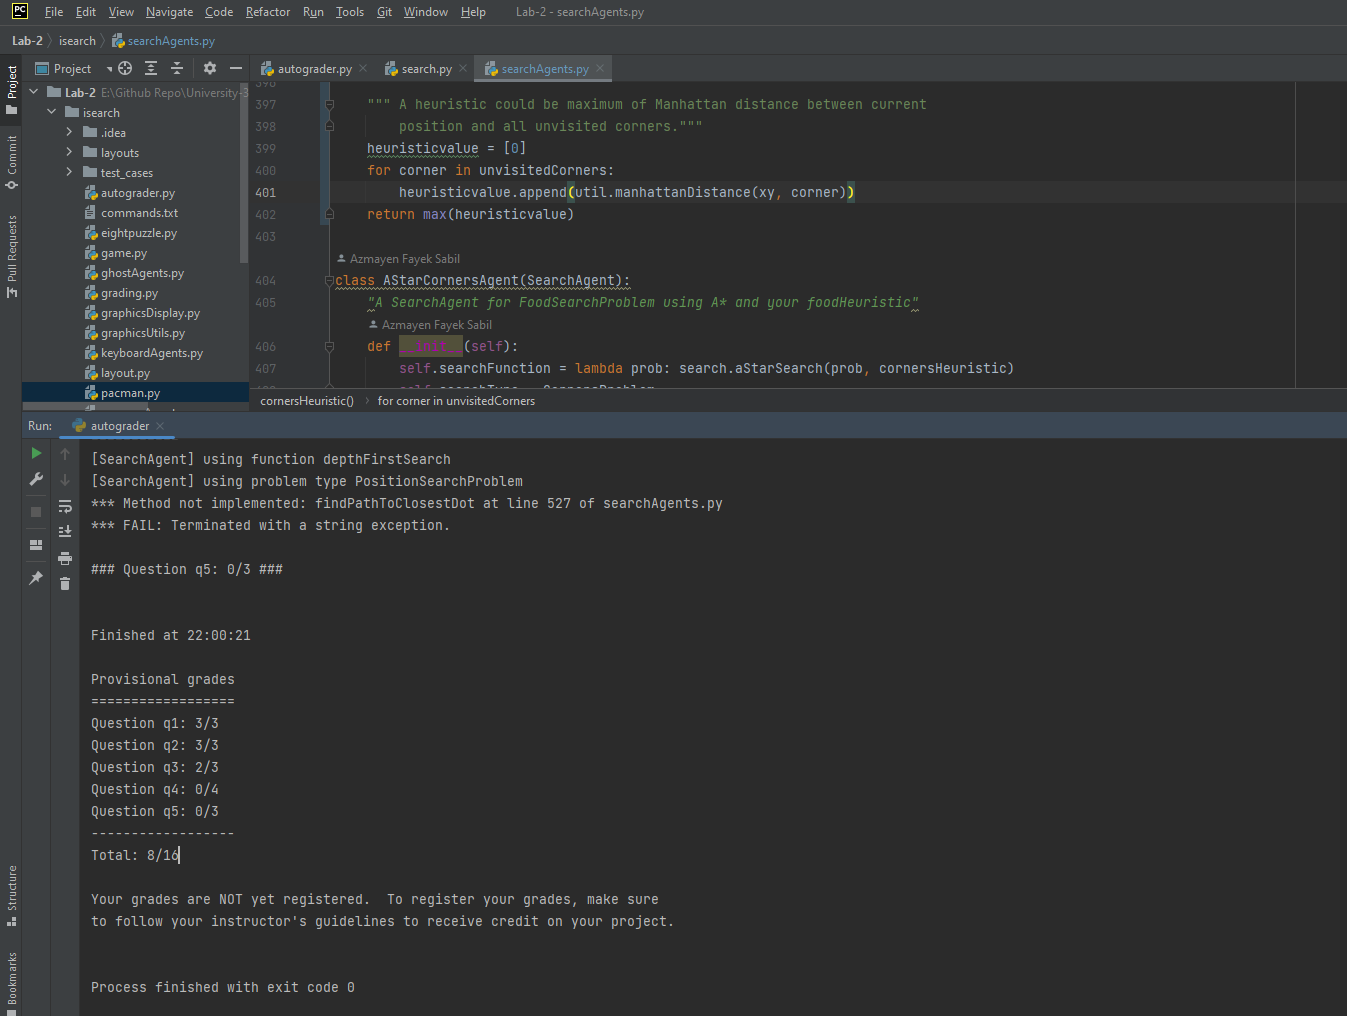 PC File Edit View Navigate Code Refactor Run Tools Git Window Help Lab-2 - searchAgents.py
Lab-2 isearch searchAgents.py
Project
Commit
Pull Requests
Structure
Bookmarks
Project
autograder.py search.py searchAgents.py
Lab-2 E:\Github Repo\University-3
isearch
.idea
layouts
test_cases
autograder.py
commands.txt
eightpuzzle.py
game.py
ghostAgents.py
grading.py
graphicsDisplay.py
graphicsUtils.py
keyboardAgents.py
layout.py
pacman.py
396
397 """ A heuristic could be maximum of Manhattan distance between current
398 position and all unvisited corners."""
399 heuristicvalue = [0]
400 for corner in unvisitedCorners:
401 heuristicvalue.append(util.manhattanDistance(xy, corner))
402 return max(heuristicvalue)
403
Azmayen Fayek Sabil
404 class AStarCornersAgent(SearchAgent):
405 "A SearchAgent for FoodSearchProblem using A* and your foodHeuristic"
Azmayen Fayek Sabil
406 def __init__(self):
407 self.searchFunction = lambda prob: search.aStarSearch(prob, cornersHeuristic)
408 self.searchType = CornersProblem
cornersHeuristic() for corner in unvisitedCorners
Run: autograder
[SearchAgent] using function depthFirstSearch
[SearchAgent] using problem type PositionSearchProblem
*** Method not implemented: findPathToClosestDot at line 527 of searchAgents.py
*** FAIL: Terminated with a string exception.
### Question q5: 0/3 ###
Finished at 22:00:21
Provisional grades
==================
Question q1: 3/3
Question q2: 3/3
Question q3: 2/3
Question q4: 0/4
Question q5: 0/3
------------------
Total: 8/16
Your grades are NOT yet registered.  To register your grades, make sure
to follow your instructor's guidelines to receive credit on your project.
Process finished with exit code 0